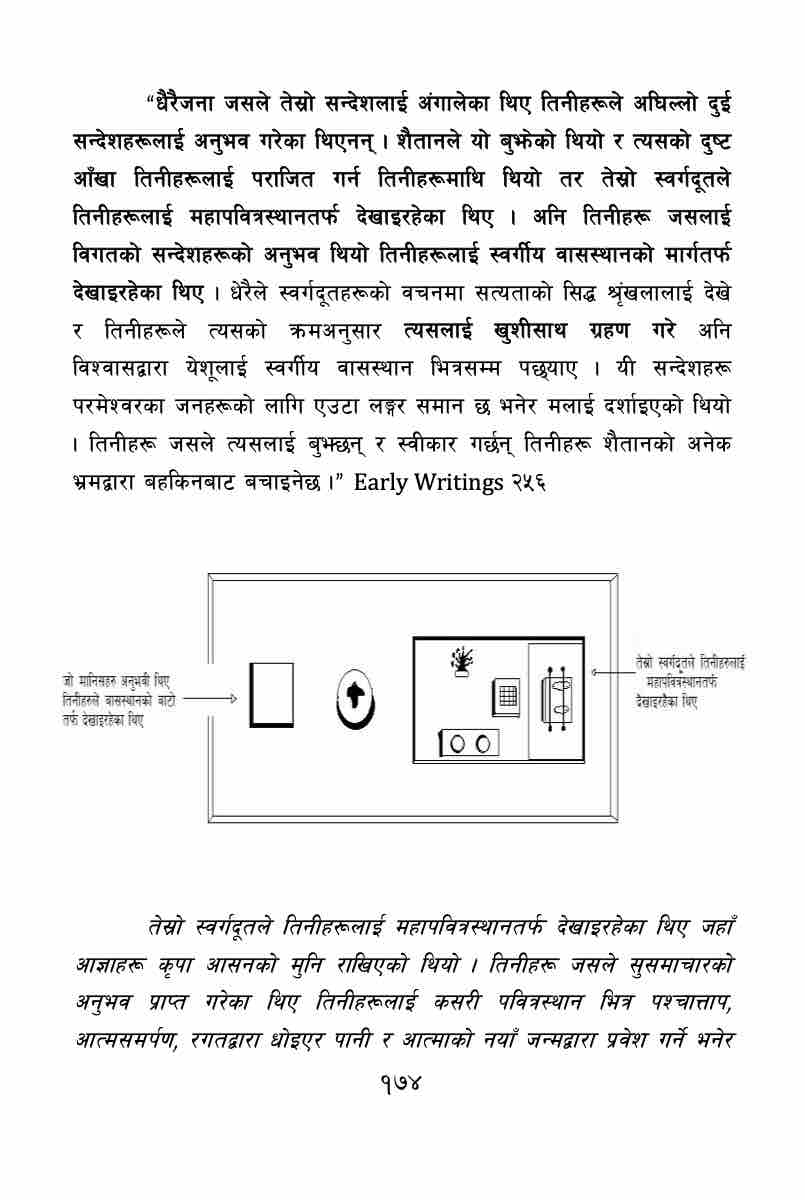 “धैरैजना जसले तेस्रो सन्देशलाई अंगालेका थिए तिनीहरूले अघिल्लो दुई
सन्देशहरूलाई अनुभव गरेका थिएनन् । शैतानले यो बुझेको थियो र त्यसको दुष्ट
आँखा तिनीहरूलाई पराजित गर्न तिनीहरूमाथि थियो तर तेस्रो स्वर्गदूतले
तिनीहरूलाई महापवित्रस्थानतर्फ देखाइरहेका थिए । अनि तिनीहरू जसलाई
विगतको सन्देशहरूको अनुभव थियो तिनीहरूलाई स्वर्गीय वासस्थानको मार्गतर्फ
देखाइरहेका थिए । धेरैले स्वर्गदूतहरूको वचनमा सत्यताको सिद्ध श्रृंखलालाई देखे
र तिनीहरूले त्यसको क्रमअनुसार त्यसलाई खुशीसाथ ग्रहण गरे अनि
विश्वासद्वारा येशूलाई स्वर्गीय वासस्थान भित्रसम्म पछ्याए । यी सन्देशहरू
परमेश्वरका जनहरूको लागि एउटा लङ्गर समान छ भनेर मलाई दर्शाइएको थियो
। तिनीहरू जसले त्यसलाई बुझ्छन् र स्वीकार गर्छन् तिनीहरू शैतानको अनेक
भ्रमद्वारा बहकिनबाट बचाइनेछ ।” Early Writings २५६
जो मानिसहरु अनुभवी थिए
तिनीहरुले बासस्थानको बाटो
तर्फ देखाइरहेका थिए
तेस्रो स्वर्गदूतले तिनीहरुलाई
महापवित्रस्थानतर्फ
देखाइरहैका थिए
तेस्रो स्वर्गदूतले तिनीहरूलाई महापवित्रस्थानतर्फ देखाइरहेका थिए जहाँ
आज्ञाहरू कृपा आसनको मुनि राखिएको थियो । तिनीहरू जसले सुसमाचारको
अनुभव प्राप्त गरेका थिए तिनीहरूलाई कसरी पवित्रस्थान भित्र पश्चात्ताप,
आत्मसमर्पण, रगतद्वारा धोइएर पानी र आत्माको नयाँ जन्मद्वारा प्रवेश गर्ने भनेर
१७४